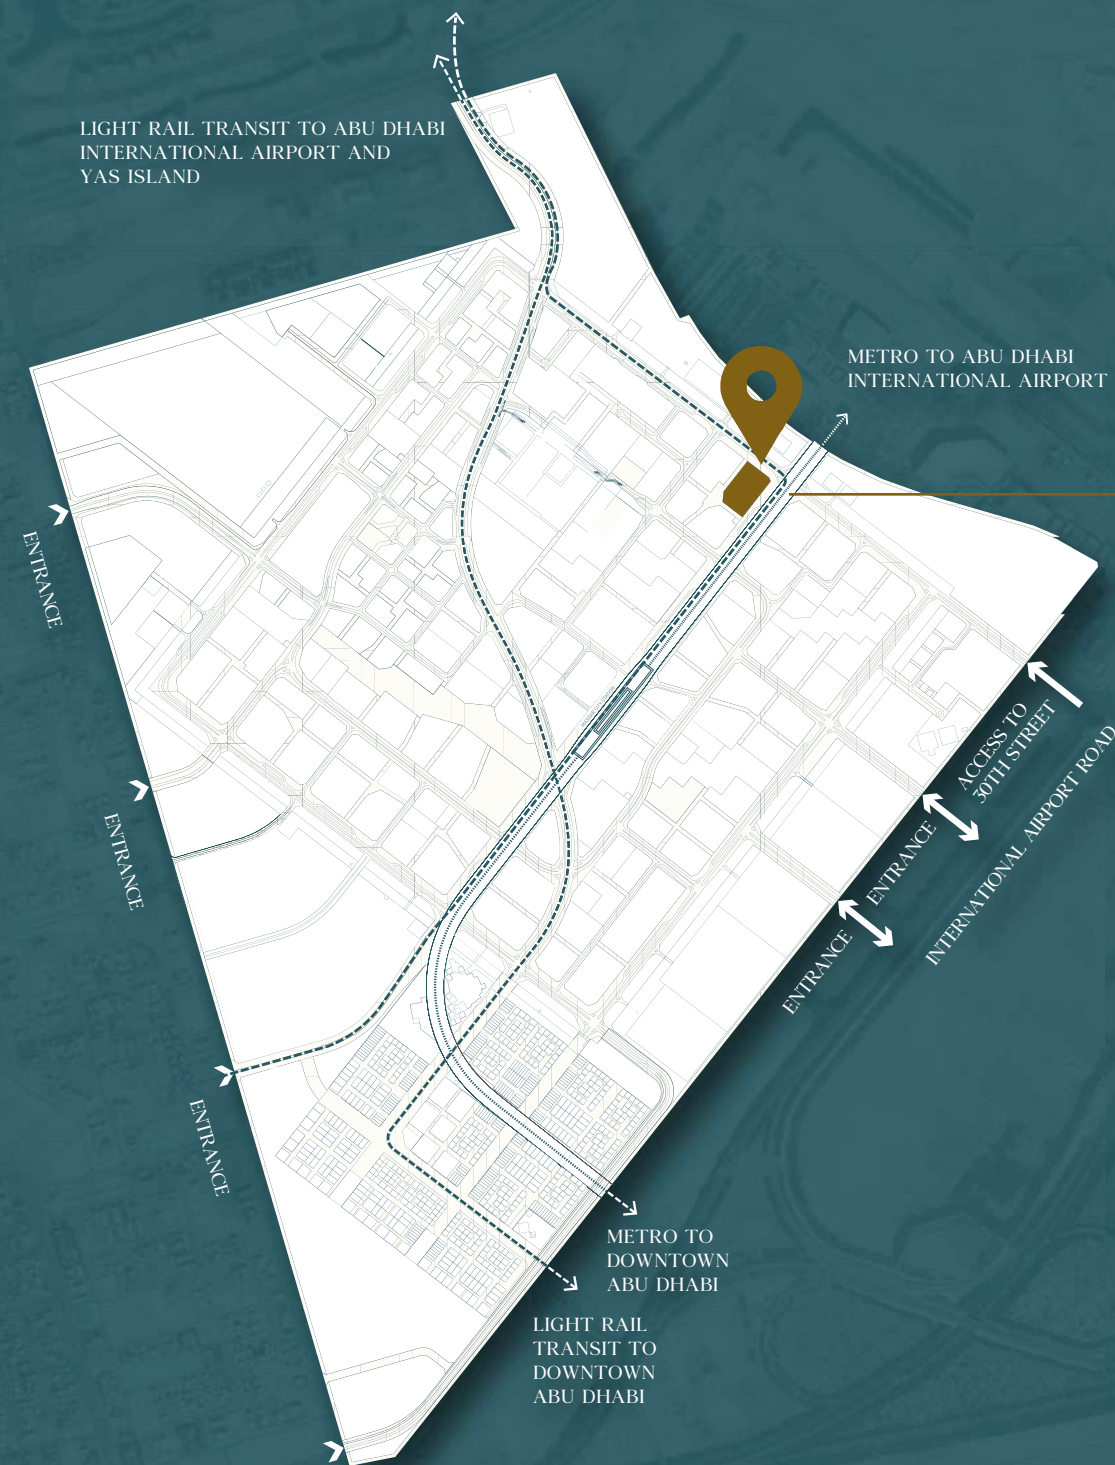 LIGHT RAIL TRANSIT TO ABU DHABI
INTERNATIONAL AIRPORT AND
YAS ISLAND
METRO TO ABU DHABI
INTERNATIONAL AIRPORT
ENTRANCE
ACCESS TO
30TH STREET
INTERNATIONAL AIRPORT ROAD
ENTRANCE
ENTRANCE
ENTRANCE
ENTRANCE
METRO TO
DOWNTOWN
ABU DHABI
LIGHT RAIL
TRANSIT TO
DOWNTOWN
ABU DHABI